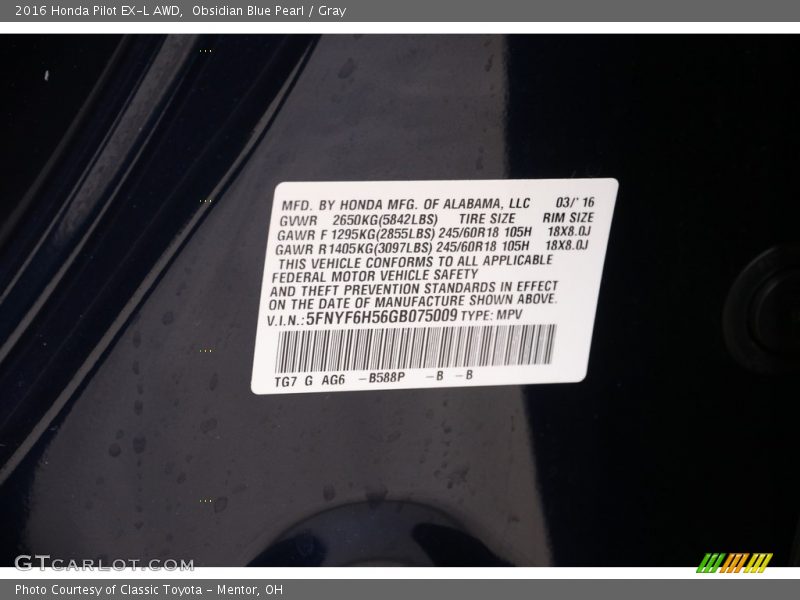 2016 Honda Pilot EX-L AWD,  Obsidian Blue Pearl / Gray
MFD. BY HONDA MFG. OF ALABAMA, LLC 03/'16
GVWR 2650KG(5842LBS) TIRE SIZE RIM SIZE
GAWR F 1295KG(2855LBS) 245/60R18 105H 18X8.0J
GAWR R1405KG(3097LBS) 245/60R18 105H 18X8.0J
THIS VEHICLE CONFORMS TO ALL APPLICABLE
FEDERAL MOTOR VEHICLE SAFETY
AND THEFT PREVENTION STANDARDS IN EFFECT
ON THE DATE OF MANUFACTURE SHOWN ABOVE.
V.I.N.:5FNYF6H56GB075009 TYPE: MPV
TG7 G AG6 -B588P -B -B
GTCARLOT.COM
Photo Courtesy of Classic Toyota - Mentor, OH